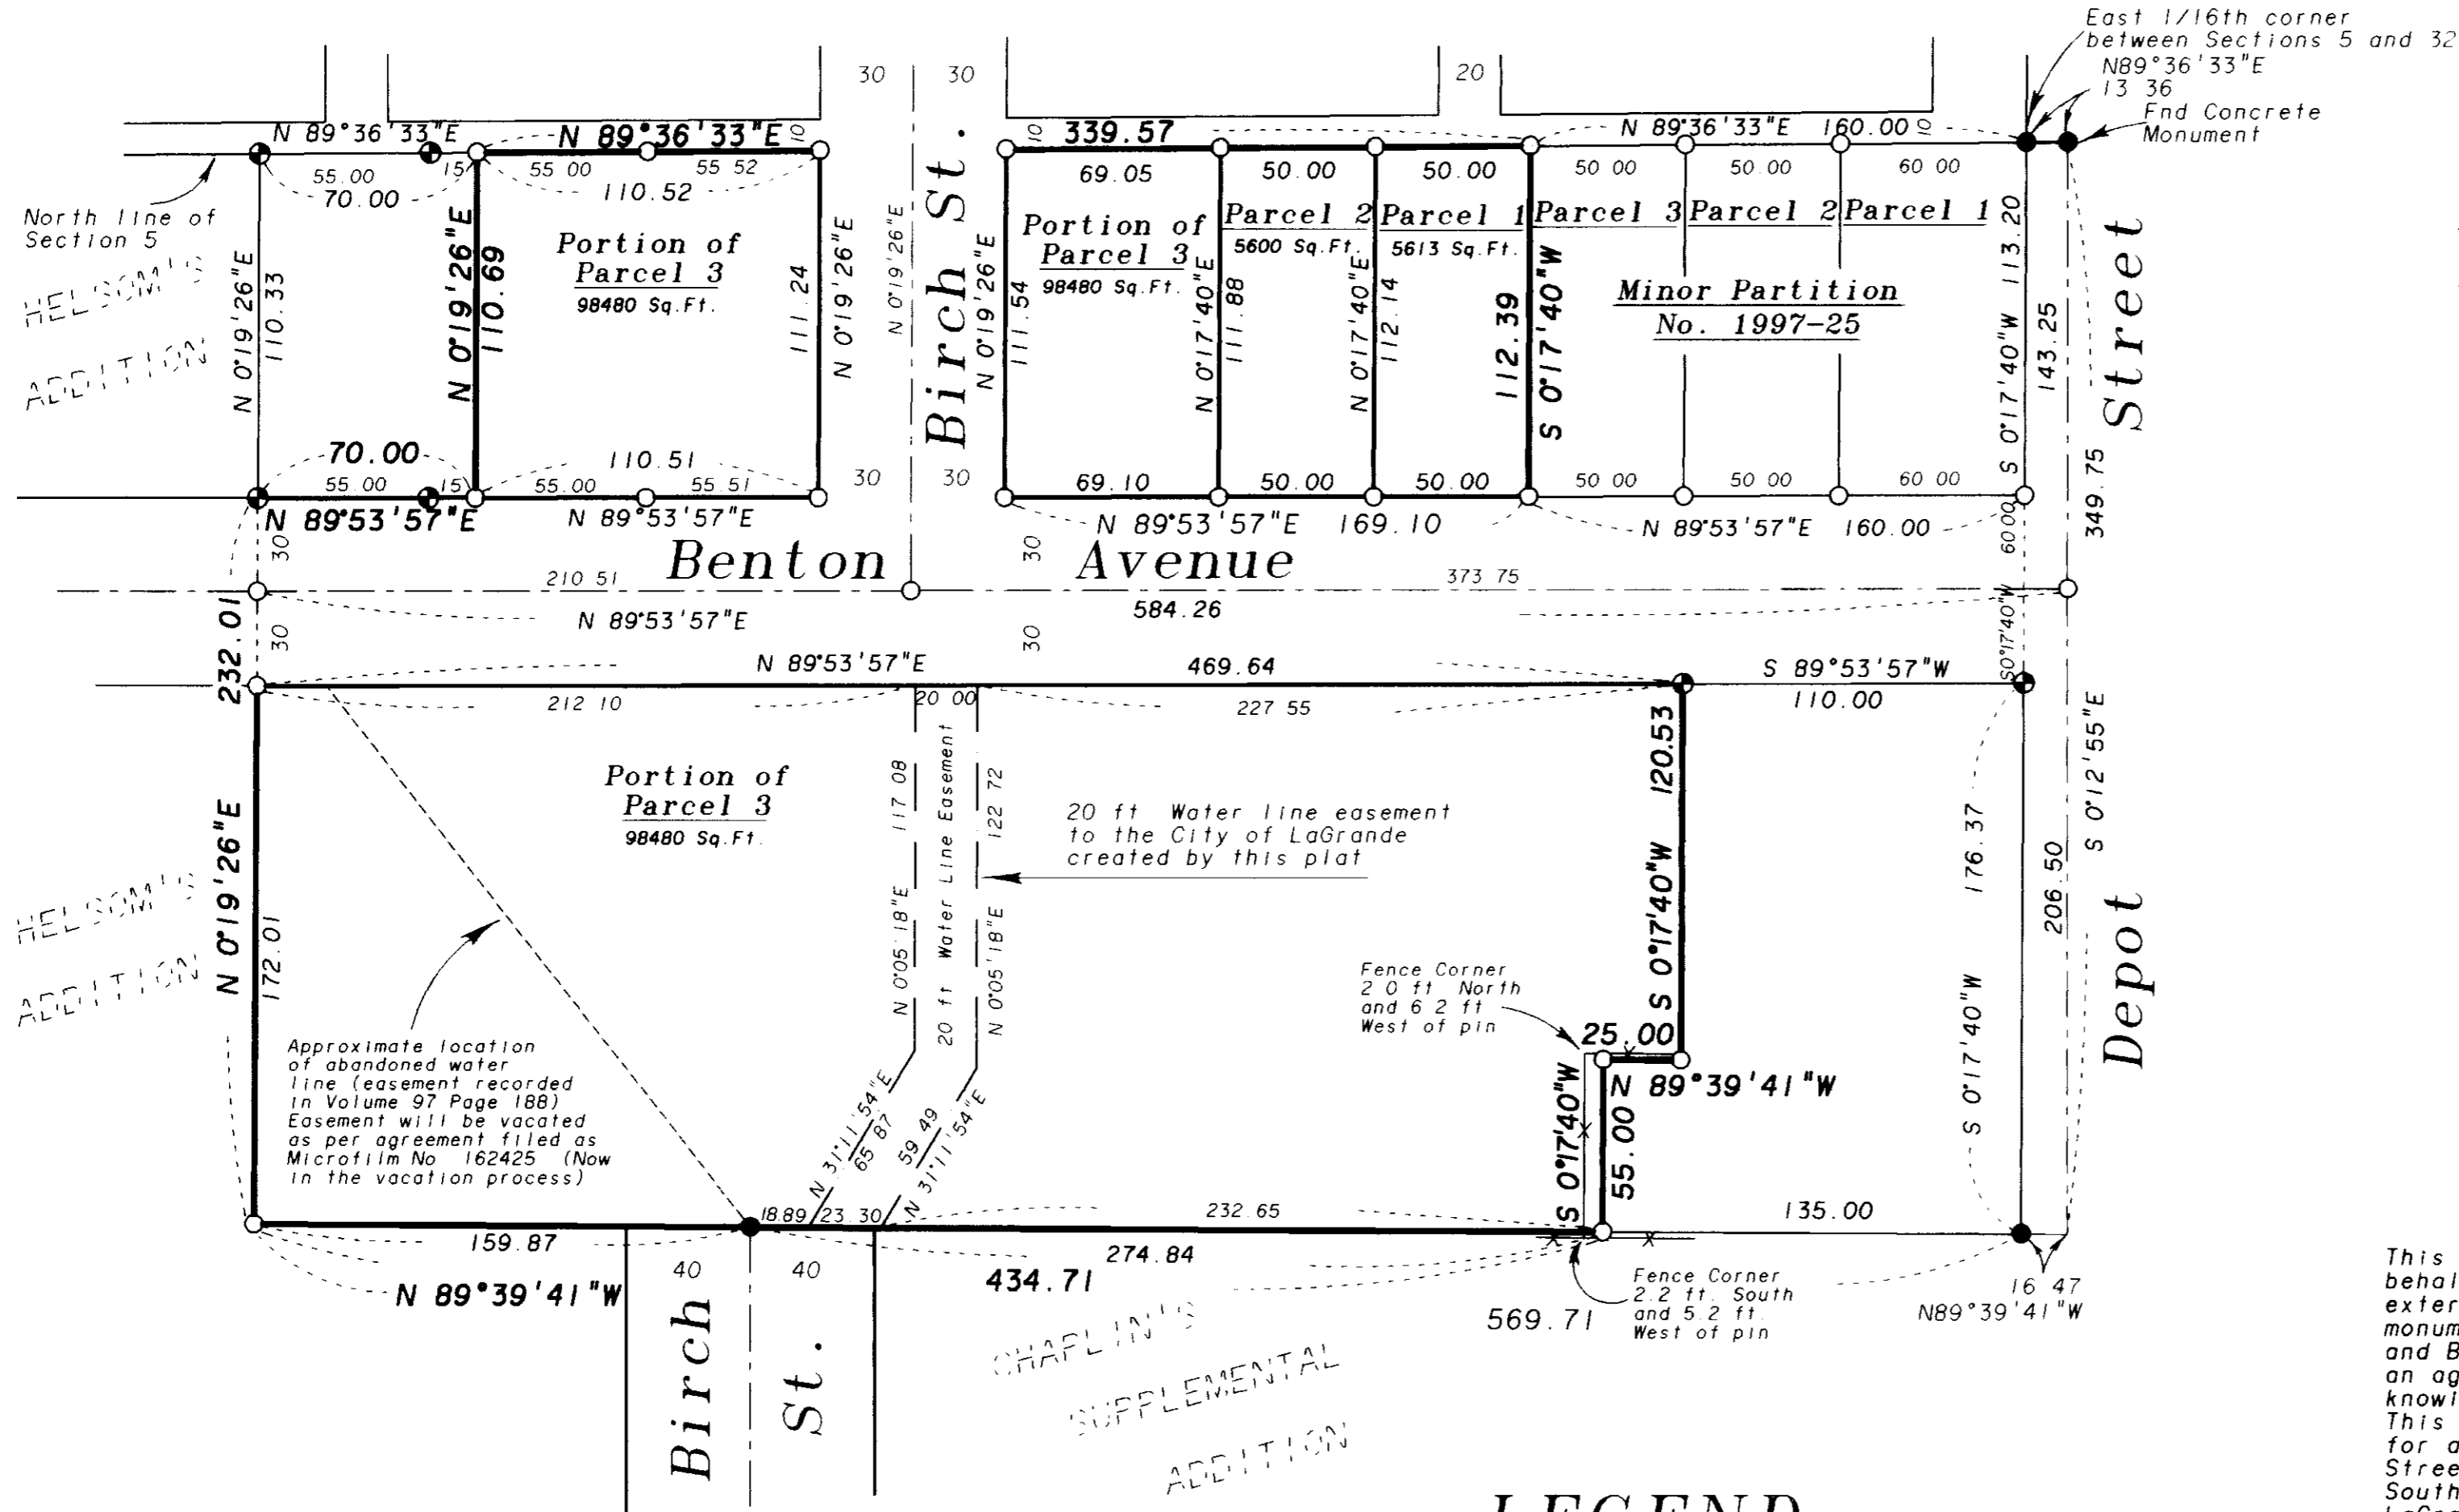 East 1/16th corner
between Sections 5 and 32
N89°36'33"E
13 36
Fnd Concrete
Monument
30
30
20
N 89°36'33"E
N 89°36'33"E
10
10
339.57
N 89°36'33"E 160.00
10
55.00
15
70.00
55 00
55 52
110.52
69.05
50.00
50.00
50 00
50 00
60 00
North line of
Section 5
HELSOM'S
ADDITION
N 0°19'26"E
110.33
N 0°19'26"E
110.69
Portion of
Parcel 3
98480 Sq.Ft.
111.24
N 0°19'26"E
N 0°19'26"E
Birch St.
N 0°19'26"E
111.54
Portion of
Parcel 3
98480 Sq.Ft.
N 0°17'40"E
111.88
Parcel 2
5600 Sq.Ft.
N 0°17'40"E
112.14
Parcel 1
5613 Sq.Ft.
112.39
S 0°17'40"W
Parcel 3
Parcel 2
Parcel 1
Minor Partition
No. 1997-25
S 0°17'40"W 113.20
143.25
349.75
Depot Street
70.00
55.00
15
N 89°53'57"E
110.51
55.00
55.51
N 89°53'57"E
30
30
69.10
50.00
50.00
N 89°53'57"E 169.10
50 00
50 00
60 00
N 89°53'57"E 160.00
60 00
S0°17'40"W
30
30
30
30
Benton Avenue
210 51
373 75
N 89°53'57"E
584.26
232.01
N 89°53'57"E
469.64
S 89°53'57"W
110.00
212 10
20 00
227 55
N 0°19'26"E
172.01
Portion of
Parcel 3
98480 Sq.Ft.
N 0°05'18"E 117 08
20 ft Water Line Easement
N 0°05'18"E 122 72
20 ft Water line easement
to the City of LaGrande
created by this plat
S 0°17'40"W 120.53
S 0°17'40"W 176.37
206.50
S 0°12'55"E
HELSOM'S
ADDITION
Approximate location
of abandoned water
line (easement recorded
in Volume 97 Page 188)
Easement will be vacated
as per agreement filed as
Microfilm No 162425 (Now
in the vacation process)
N 31°11'54"E
65 87
59 49
N 31°11'54"E
Fence Corner
2 0 ft North
and 6 2 ft
West of pin
25.00
N 89°39'41"W
S 0°17'40"W
55.00
159.87
18.89
23.30
232.65
135.00
N 89°39'41"W
40
40
274.84
434.71
569.71
Fence Corner
2.2 ft. South
and 5.2 ft.
West of pin
16 47
N89°39'41"W
Birch St.
CHAPLIN'S
SUPPLEMENTAL
ADDITION
LEGEND
This
behal
exter
monum
and B
an ag
knowl
This
for a
Stree
South